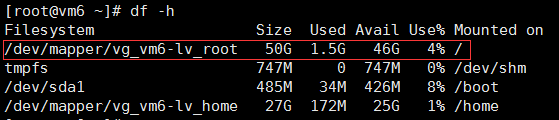 [root@vm6 ~]# df -h
Filesystem Size Used Avail Use% Mounted on
/dev/mapper/vg_vm6-lv_root 50G 1.5G 46G 4% /
tmpfs 747M 0 747M 0% /dev/shm
/dev/sda1 485M 34M 426M 8% /boot
/dev/mapper/vg_vm6-lv_home 27G 172M 25G 1% /home